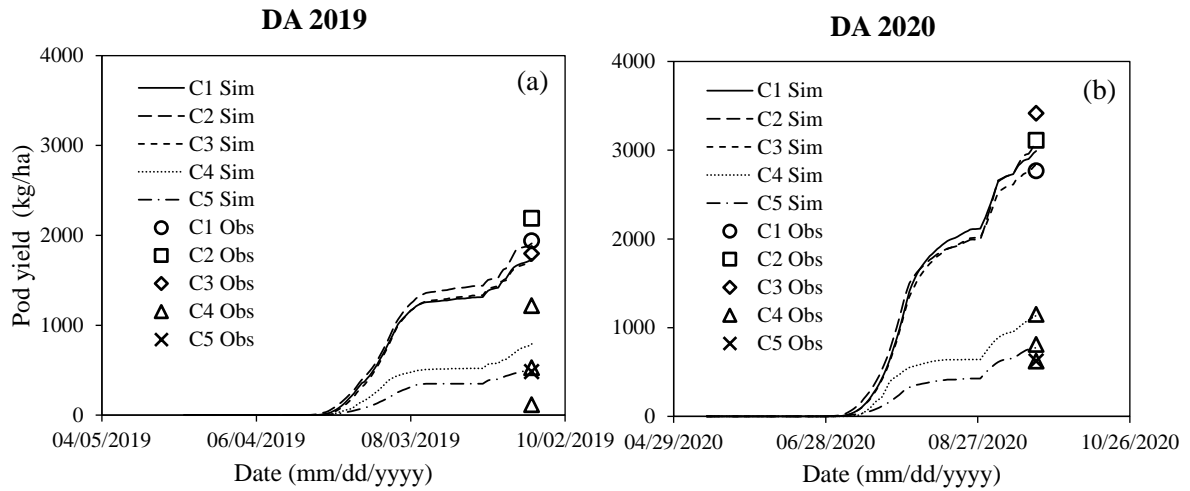 DA 2019
4000
3000
2000
1000
0
Pod yield (kg/ha)
(a)
C1 Sim
C2 Sim
C3 Sim
C4 Sim
C5 Sim
C1 Obs
C2 Obs
C3 Obs
C4 Obs
C5 Obs
04/05/2019 06/04/2019 08/03/2019 10/02/2019
Date (mm/dd/yyyy)
DA 2020
4000
3000
2000
1000
0
(b)
C1 Sim
C2 Sim
C3 Sim
C4 Sim
C5 Sim
C1 Obs
C2 Obs
C3 Obs
C4 Obs
C5 Obs
04/29/2020 06/28/2020 08/27/2020 10/26/2020
Date (mm/dd/yyyy)